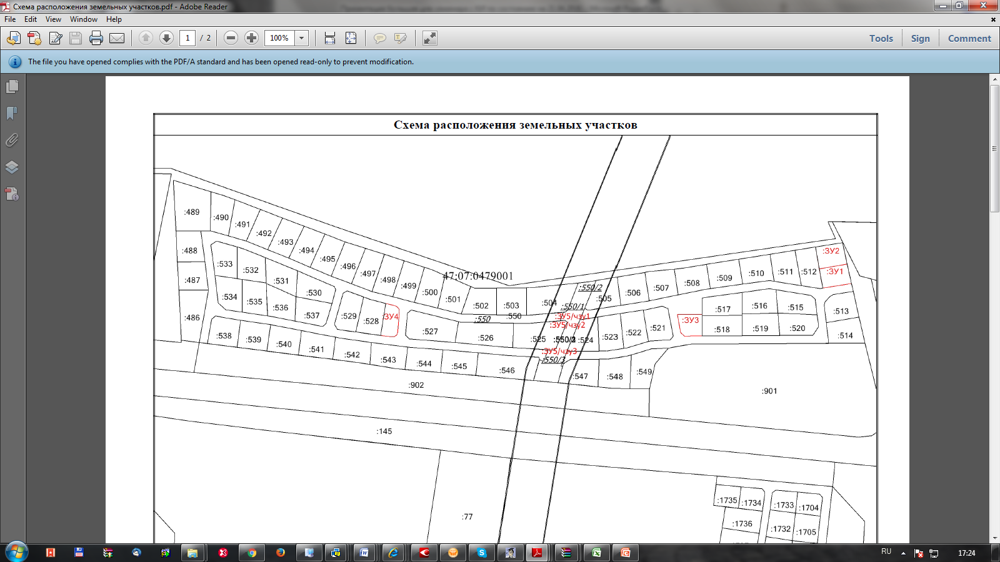 Схема расположения земельных участков.pdf - Adobe Reader
File Edit View Window Help
1 / 2 100% Tools Sign Comment
The file you have opened complies with the PDF/A standard and has been opened read-only to prevent modification.
Схема расположения земельных участков
:489 :490 :491 :492 :493 :494 :495 :496 :497 :498 :499 :500 :501 :502 :503 :504 :505 :506 :507 :508 :509 :510 :511 :512
:ЗУ2
:ЗУ1
47:07:0479001
:550/2
:550/1
:488
:487
:486
:533 :532 :531 :530
:534 :535 :536 :537
:529 :528 :ЗУ4
:550 :550
:ЗУ5/чзу1
:ЗУ5/чзу2
:527 :526 :525 :524 :523 :522 :521
:ЗУ3 :517 :516 :515
:518 :519 :520
:513
:514
:ЗУ5/чзу3
:550/3
:538 :539 :540 :541 :542 :543 :544 :545 :546 :547 :548 :549
:902
:901
:145
:77
:1735 :1734 :1733 :1704
:1736 :1732 :1705
RU 17:24